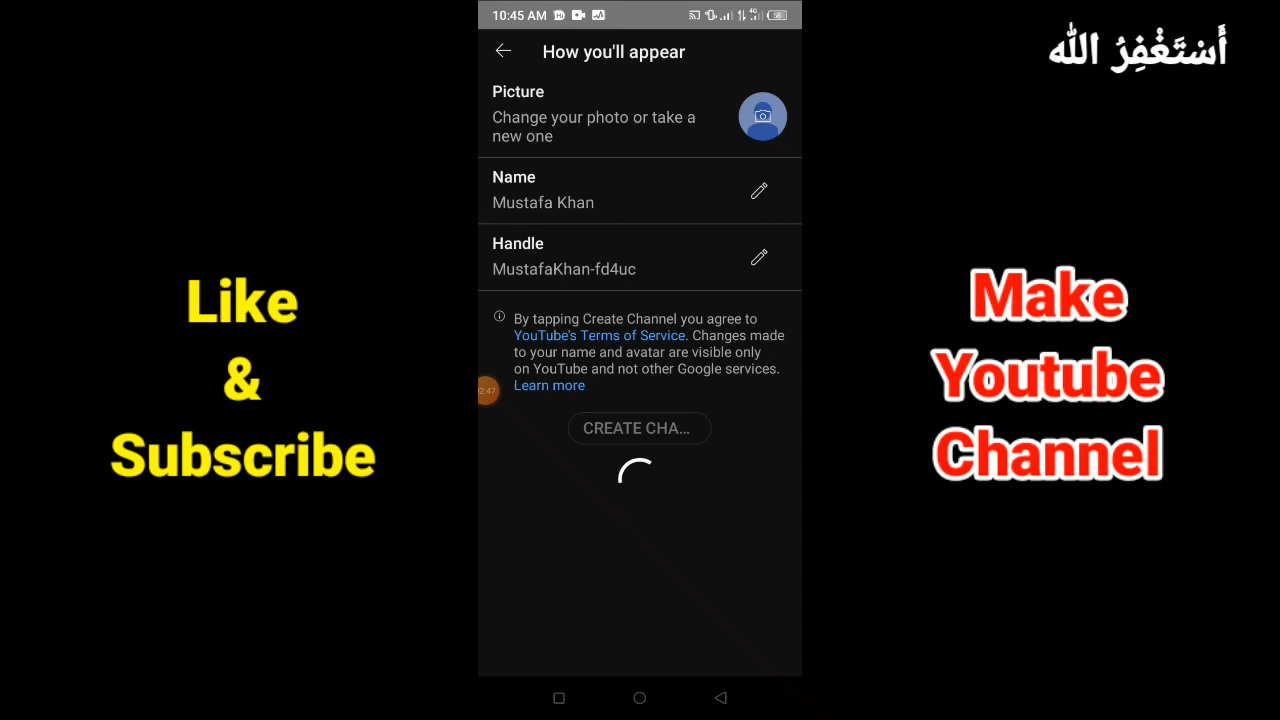 10:45 AM
4G
How you'll appear
Picture
Change your photo or take a
new one
Name
Mustafa Khan
Handle
MustafaKhan-fd4uc
By tapping Create Channel you agree to
YouTube's Terms of Service. Changes made
to your name and avatar are visible only
on YouTube and not other Google services.
Learn more
CREATE CHA...
Like
&
Subscribe
Make
Youtube
Channel
أَسْتَغْفِرُ الله